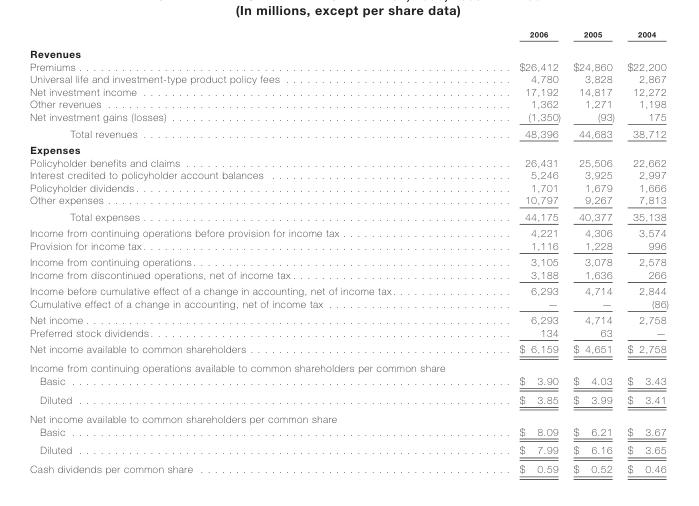 (In millions, except per share data)
2006 2005 2004
Revenues
Premiums $26,412 $24,860 $22,200
Universal life and investment-type product policy fees 4,780 3,828 2,867
Net investment income 17,192 14,817 12,272
Other revenues 1,362 1,271 1,198
Net investment gains (losses) (1,350) (93) 175
Total revenues 48,396 44,683 38,712
Expenses
Policyholder benefits and claims 26,431 25,506 22,662
Interest credited to policyholder account balances 5,246 3,925 2,997
Policyholder dividends 1,701 1,679 1,666
Other expenses 10,797 9,267 7,813
Total expenses 44,175 40,377 35,138
Income from continuing operations before provision for income tax 4,221 4,306 3,574
Provision for income tax 1,116 1,228 996
Income from continuing operations 3,105 3,078 2,578
Income from discontinued operations, net of income tax 3,188 1,636 266
Income before cumulative effect of a change in accounting, net of income tax 6,293 4,714 2,844
Cumulative effect of a change in accounting, net of income tax — — (86)
Net income 6,293 4,714 2,758
Preferred stock dividends 134 63 —
Net income available to common shareholders $ 6,159 $ 4,651 $ 2,758
Income from continuing operations available to common shareholders per common share
Basic $ 3.90 $ 4.03 $ 3.43
Diluted $ 3.85 $ 3.99 $ 3.41
Net income available to common shareholders per common share
Basic $ 8.09 $ 6.21 $ 3.67
Diluted $ 7.99 $ 6.16 $ 3.65
Cash dividends per common share $ 0.59 $ 0.52 $ 0.46